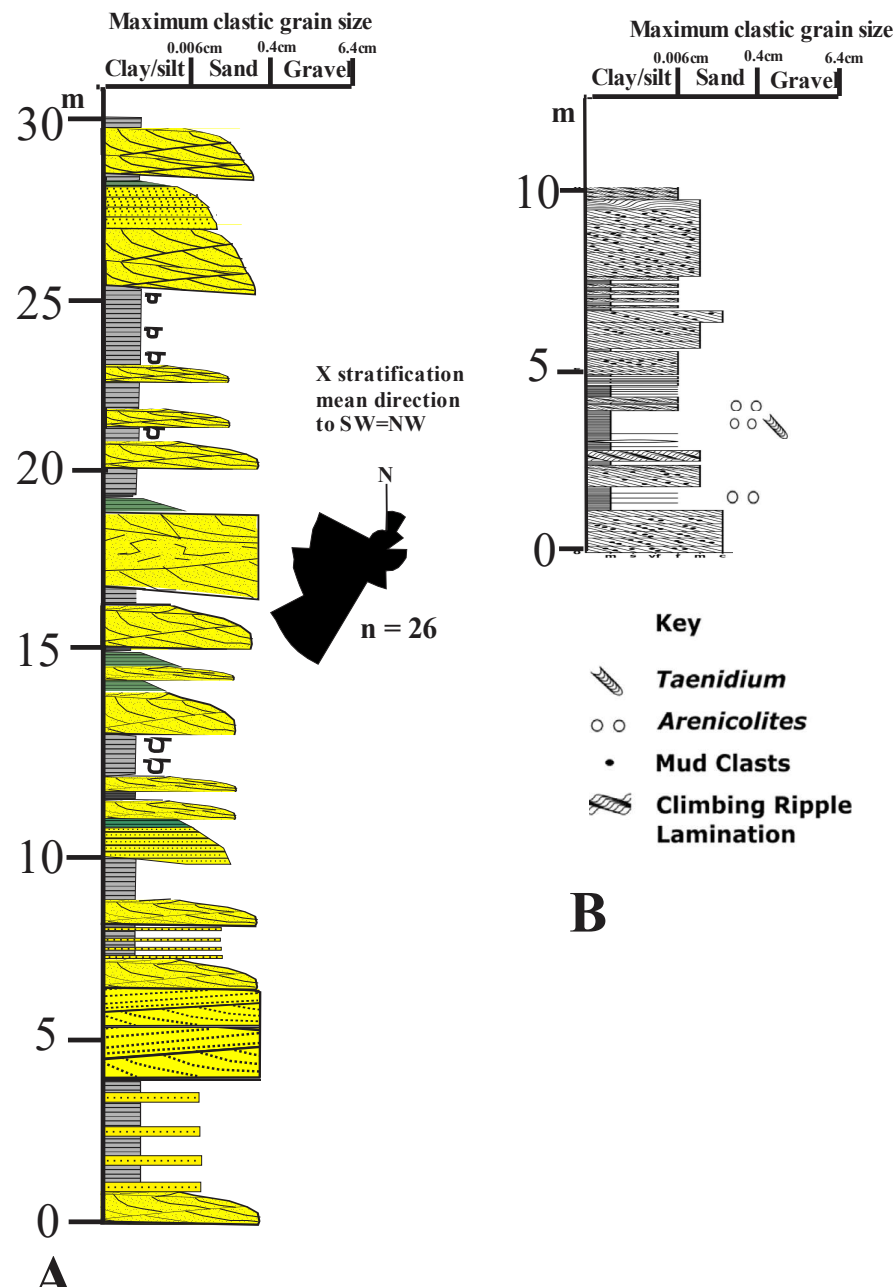 Maximum clastic grain size
0.006cm 0.4cm 6.4cm
Clay/silt Sand Gravel
m
30
25
20
15
10
5
0
A
X stratification
mean direction
to SW=NW
N
n = 26
Maximum clastic grain size
0.006cm 0.4cm 6.4cm
Clay/silt Sand Gravel
m
10
5
0
Key
Taenidium
Arenicolites
Mud Clasts
Climbing Ripple
Lamination
B